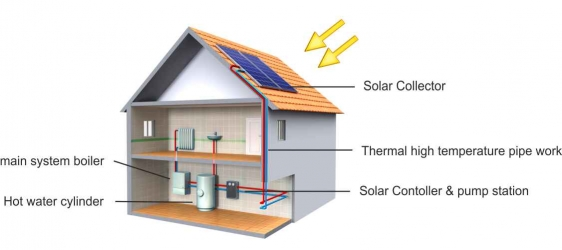 Solar Collector
Thermal high temperature pipe work
main system boiler
Solar Contoller & pump station
Hot water cylinder